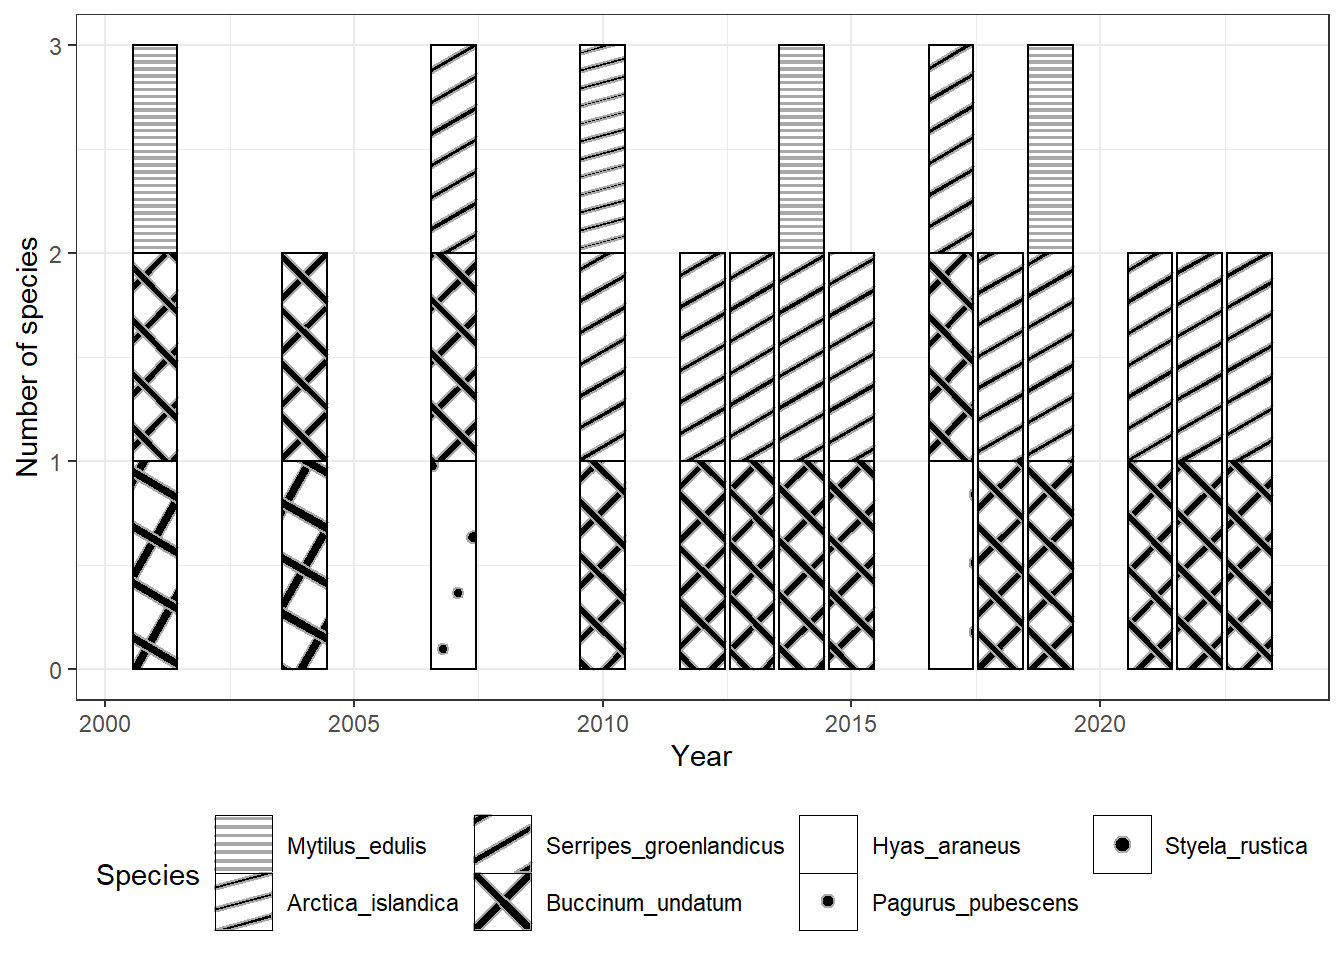 3
2
1
0
Number of species
2000 2005 2010 2015 2020
Year
Species
Mytilus_edulis Serripes_groenlandicus Hyas_araneus Styela_rustica
Arctica_islandica Buccinum_undatum Pagurus_pubescens